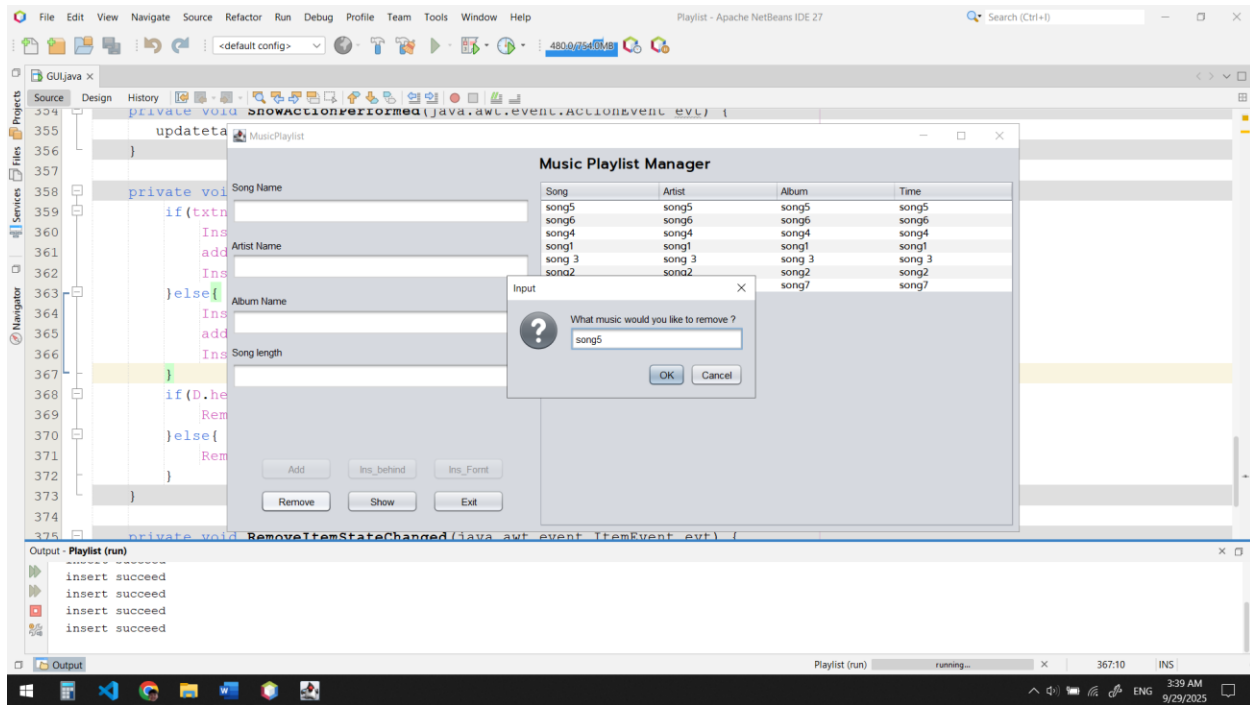 File Edit View Navigate Source Refactor Run Debug Profile Team Tools Window Help Playlist - Apache NetBeans IDE 27 Search (Ctrl+I)
<default config> 480.0/754.0MB
GUI.java
Source Design History
Projects
Files
Services
Navigator
354 private void ShowActionPerformed(java.awt.event.ActionEvent evt) {
355 updateta
356 }
357
358 private voi
359 if(txtn
360 Ins
361 add
362 Ins
363 }else{
364 Ins
365 add
366 Ins
367 }
368 if(D.he
369 Rem
370 }else{
371 Rem
372 }
373 }
374
375 private void RemoveItemStateChanged(java.awt.event.ItemEvent evt) {
MusicPlaylist
Music Playlist Manager
Song Name
Artist Name
Album Name
Song length
Add Ins_behind Ins_Fornt
Remove Show Exit
Song Artist Album Time
song5 song5 song5 song5
song6 song6 song6 song6
song4 song4 song4 song4
song1 song1 song1 song1
song 3 song 3 song 3 song 3
song2 song2 song2 song2
song7 song7
Input
What music would you like to remove ?
song5
OK Cancel
Output - Playlist (run)
insert succeed
insert succeed
insert succeed
insert succeed
insert succeed
Output Playlist (run) running... 367:10 INS
ENG
3:39 AM
9/29/2025